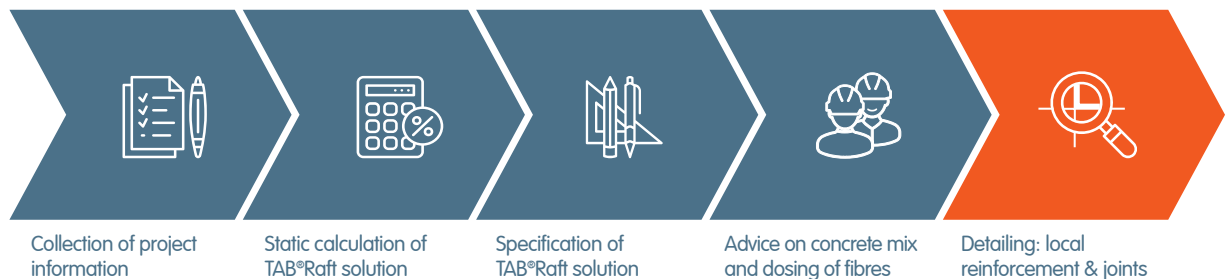 Collection of project
information
Static calculation of
TAB®Raft solution
Specification of
TAB®Raft solution
Advice on concrete mix
and dosing of fibres
Detailing: local
reinforcement & joints